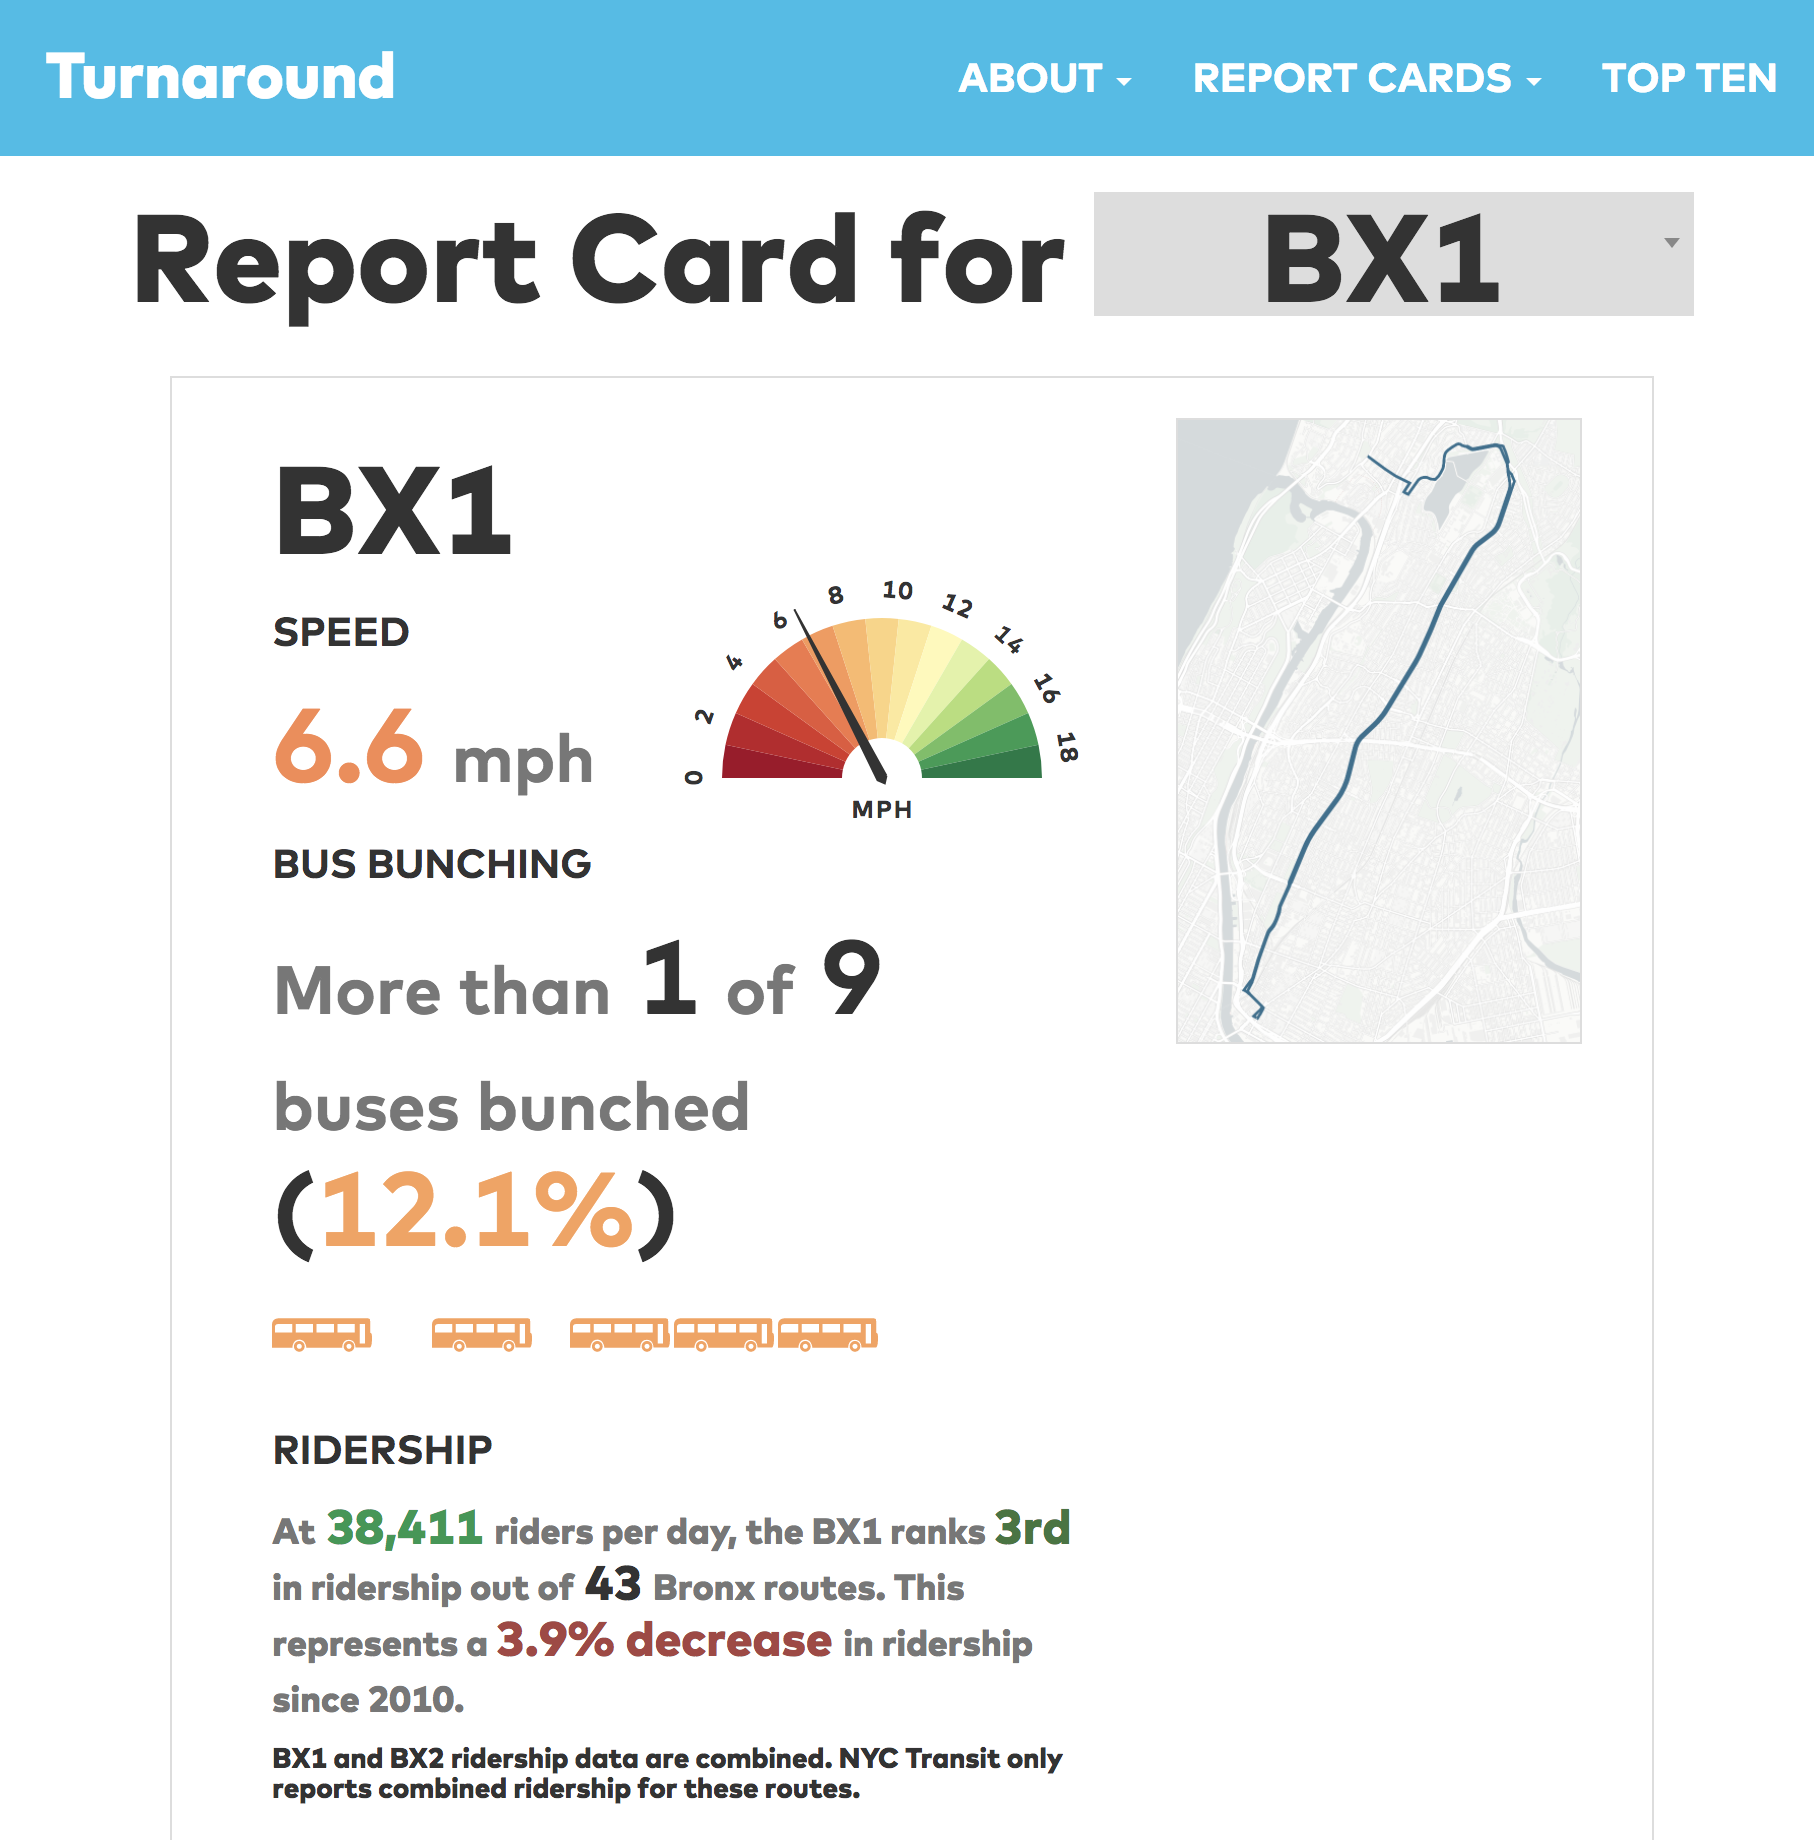 Turnaround
ABOUT
REPORT CARDS
TOP TEN
Report Card for BX1
BX1
SPEED
6.6 mph
0 2 4 6 8 10 12 14 16 18
MPH
BUS BUNCHING
More than 1 of 9
buses bunched
(12.1%)
RIDERSHIP
At 38,411 riders per day, the BX1 ranks 3rd
in ridership out of 43 Bronx routes. This
represents a 3.9% decrease in ridership
since 2010.
BX1 and BX2 ridership data are combined. NYC Transit only
reports combined ridership for these routes.